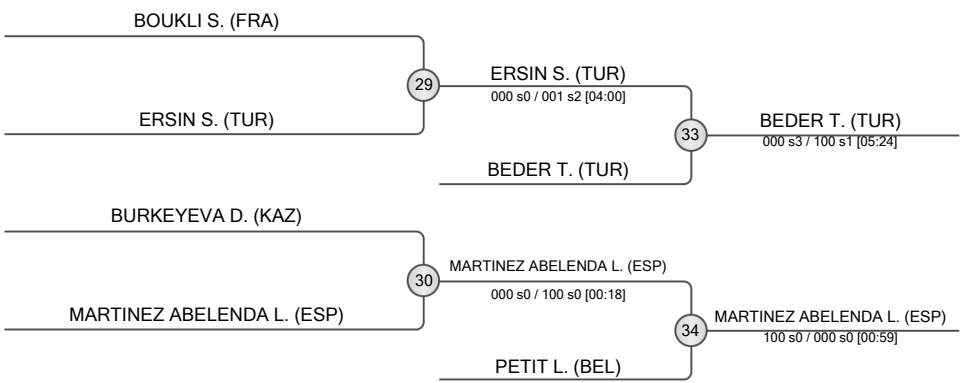 BOUKLI S. (FRA)
29
ERSIN S. (TUR)
ERSIN S. (TUR)
000 s0 / 001 s2 [04:00]
33
BEDER T. (TUR)
BEDER T. (TUR)
000 s3 / 100 s1 [05:24]
BURKEYEVA D. (KAZ)
30
MARTINEZ ABELENDA L. (ESP)
MARTINEZ ABELENDA L. (ESP)
000 s0 / 100 s0 [00:18]
34
PETIT L. (BEL)
MARTINEZ ABELENDA L. (ESP)
100 s0 / 000 s0 [00:59]